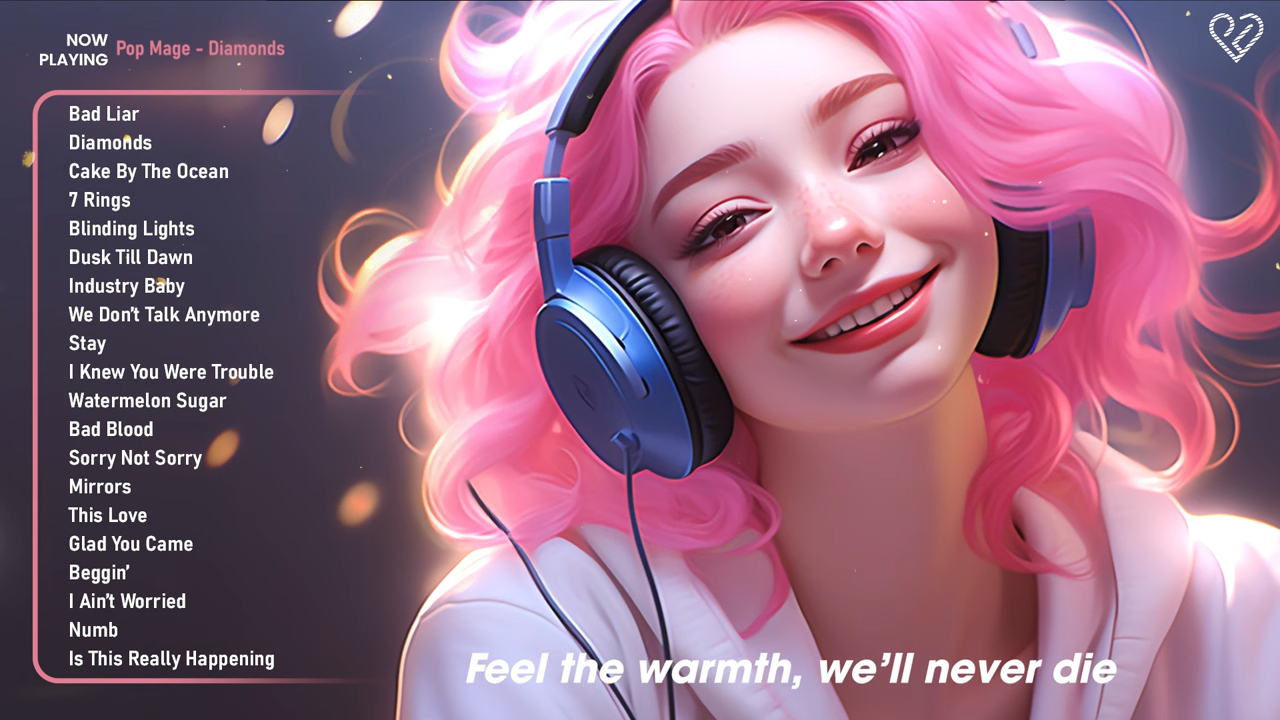 NOW
PLAYING
Pop Mage - Diamonds
Bad Liar
Diamonds
Cake By The Ocean
7 Rings
Blinding Lights
Dusk Till Dawn
Industry Baby
We Don’t Talk Anymore
Stay
I Knew You Were Trouble
Watermelon Sugar
Bad Blood
Sorry Not Sorry
Mirrors
This Love
Glad You Came
Beggin’
I Ain’t Worried
Numb
Is This Really Happening
Feel the warmth, we’ll never die